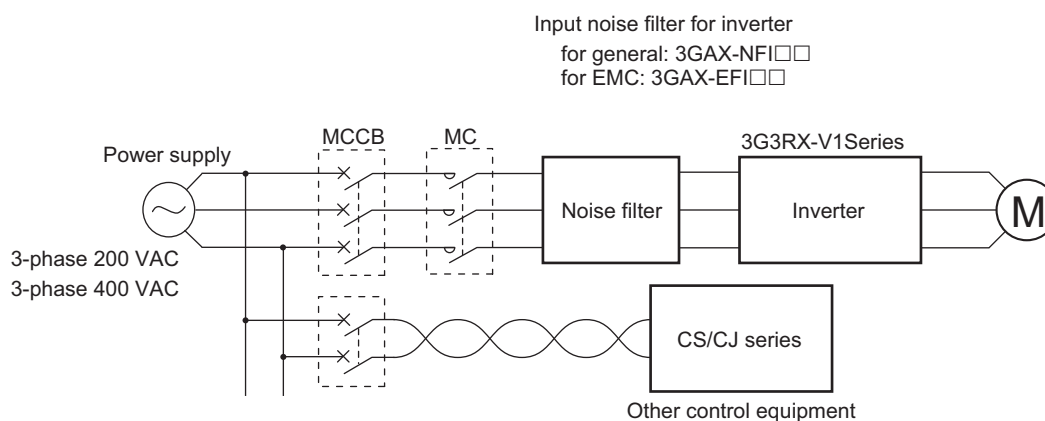 Input noise filter for inverter
for general: 3GAX-NFI□□
for EMC: 3GAX-EFI□□
MCCB
MC
3G3RX-V1Series
Power supply
Noise filter
Inverter
M
3-phase 200 VAC
3-phase 400 VAC
CS/CJ series
Other control equipment